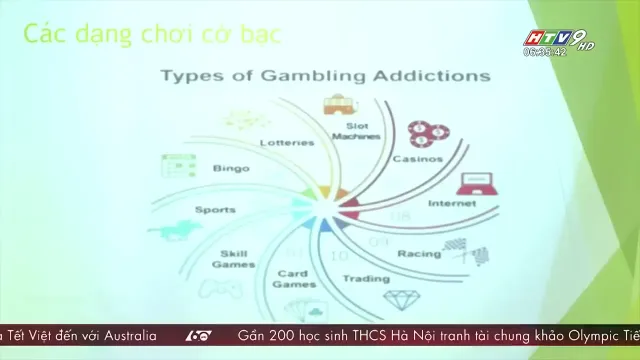 Các dạng chơi cờ bạc
HTV9 HD
06:35:42
Types of Gambling Addictions
Slot
Machines
Lotteries
Casinos
Bingo
Internet
Sports
08
Racing
09
Skill
Games
Trading
10
Card
Games
Tết Việt đến với Australia
60
Gần 200 học sinh THCS Hà Nội tranh tài chung khảo Olympic Tiế